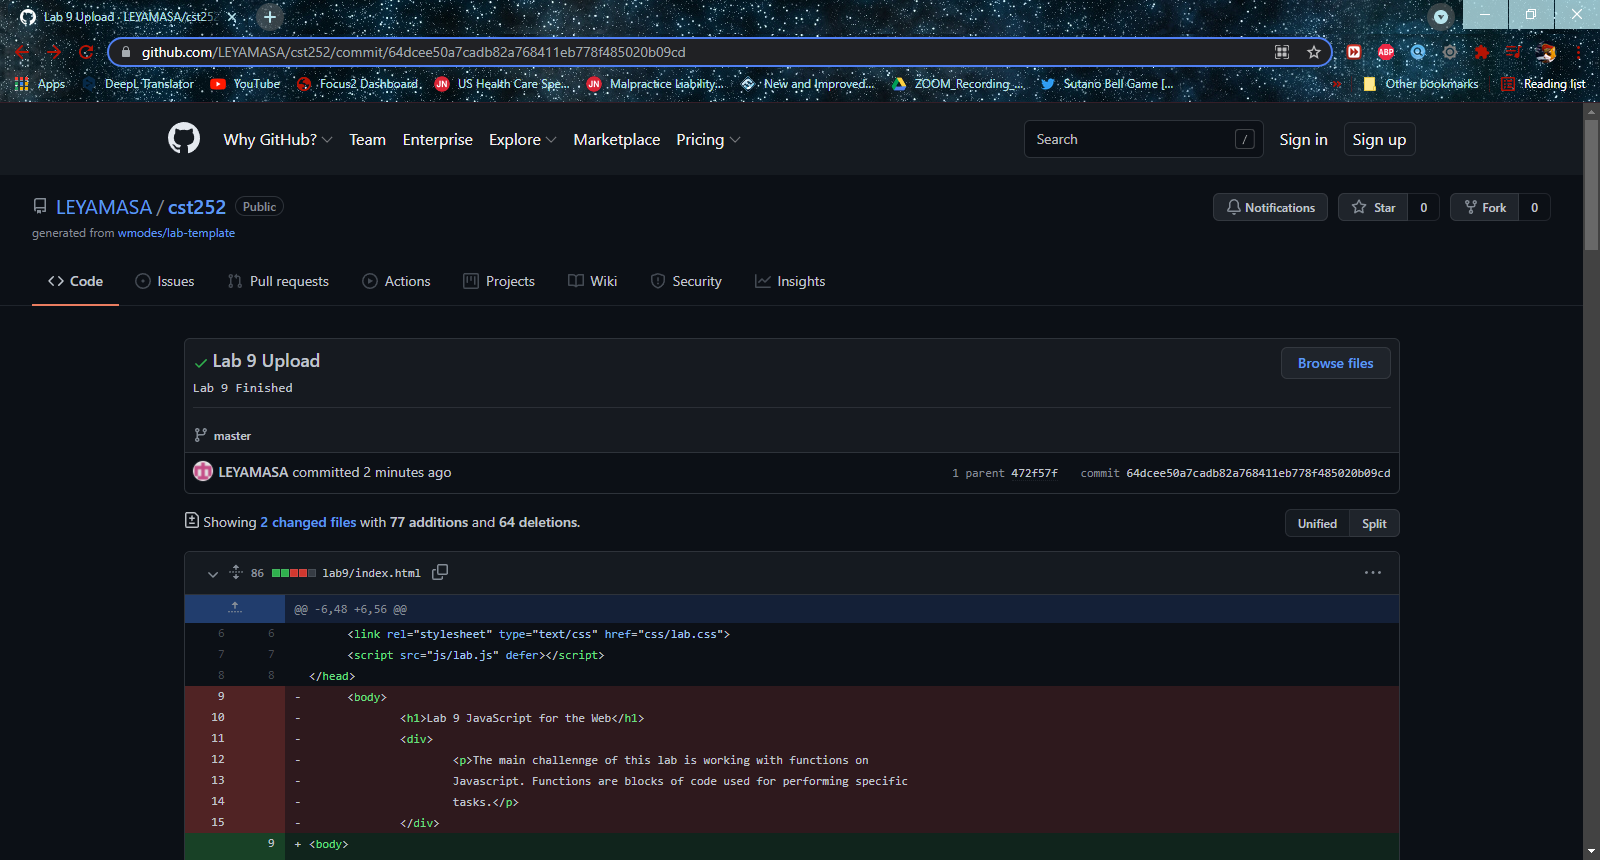 Lab 9 Upload · LEYAMASA/cst252
github.com/LEYAMASA/cst252/commit/64dcee50a7cadb82a768411eb778f485020b09cd
ABP
Apps DeepL Translator YouTube Focus2 Dashboard JN US Health Care Spe... JN Malpractice Liability... New and Improved... ZOOM_Recording_... Sutano Bell Game [... » Other bookmarks Reading list
Why GitHub? Team Enterprise Explore Marketplace Pricing Search / Sign in Sign up
LEYAMASA / cst252 Public Notifications Star 0 Fork 0
generated from wmodes/lab-template
<> Code Issues Pull requests Actions Projects Wiki Security Insights
Lab 9 Upload Browse files
Lab 9 Finished
master
LEYAMASA committed 2 minutes ago 1 parent 472f57f commit 64dcee50a7cadb82a768411eb778f485020b09cd
Showing 2 changed files with 77 additions and 64 deletions. Unified Split
86 lab9/index.html ...
@@ -6,48 +6,56 @@
6 6 <link rel="stylesheet" type="text/css" href="css/lab.css">
7 7 <script src="js/lab.js" defer></script>
8 8 </head>
9 - <body>
10 - <h1>Lab 9 JavaScript for the Web</h1>
11 - <div>
12 - <p>The main challennge of this lab is working with functions on
13 - Javascript. Functions are blocks of code used for performing specific
14 - tasks.</p>
15 - </div>
9 + <body>